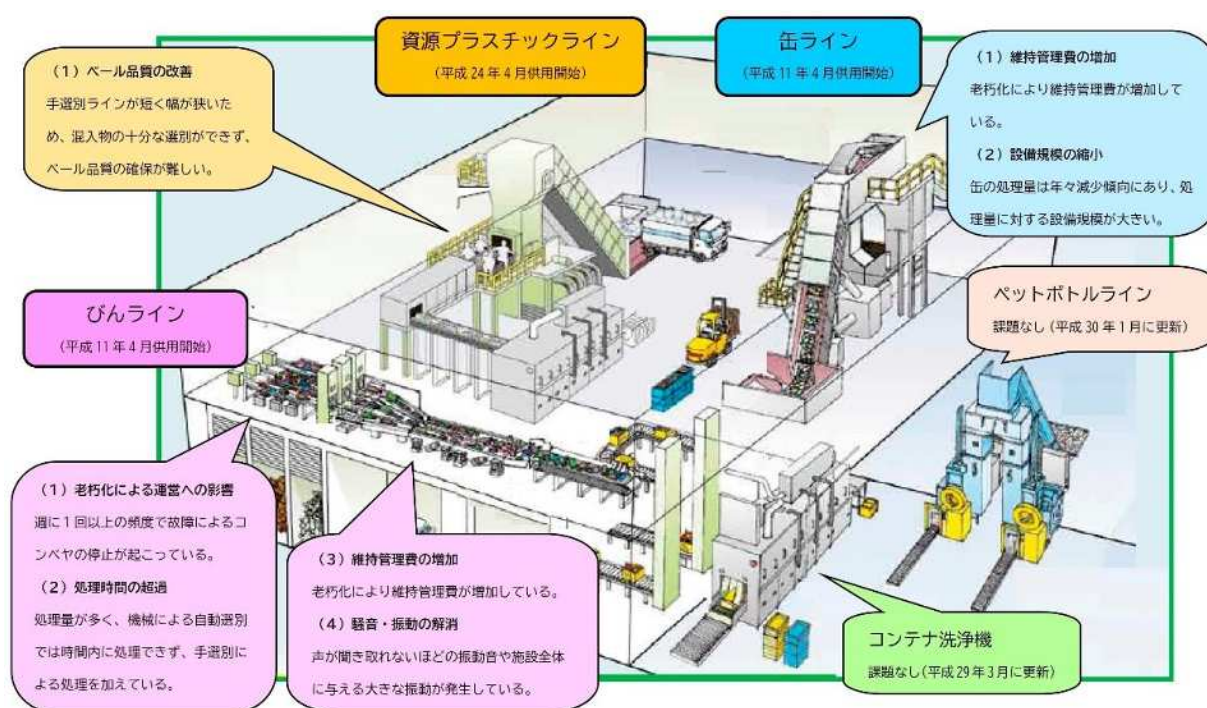 資源プラスチックライン
(平成24年4月供用開始)
缶ライン
(平成11年4月供用開始)
(1) ベール品質の改善
手選別ラインが短く幅が狭いた
め、混入物の十分な選別ができず、
ベール品質の確保が難しい。
(1) 維持管理費の増加
老朽化により維持管理費が増加して
いる。
(2) 設備規模の縮小
缶の処理量は年々減少傾向にあり、処
理量に対する設備規模が大きい。
ペットボトルライン
課題なし(平成30年1月に更新)
びんライン
(平成11年4月供用開始)
(1) 老朽化による運営への影響
週に1回以上の頻度で故障によるコ
ンベヤの停止が起こっている。
(2) 処理時間の超過
処理量が多く、機械による自動選別
では時間内に処理できず、手選別に
よる処理を加えている。
(3) 維持管理費の増加
老朽化により維持管理費が増加している。
(4) 騒音・振動の解消
声が聞き取れないほどの振動音や施設全体
に与える大きな振動が発生している。
コンテナ洗浄機
課題なし(平成29年3月に更新)